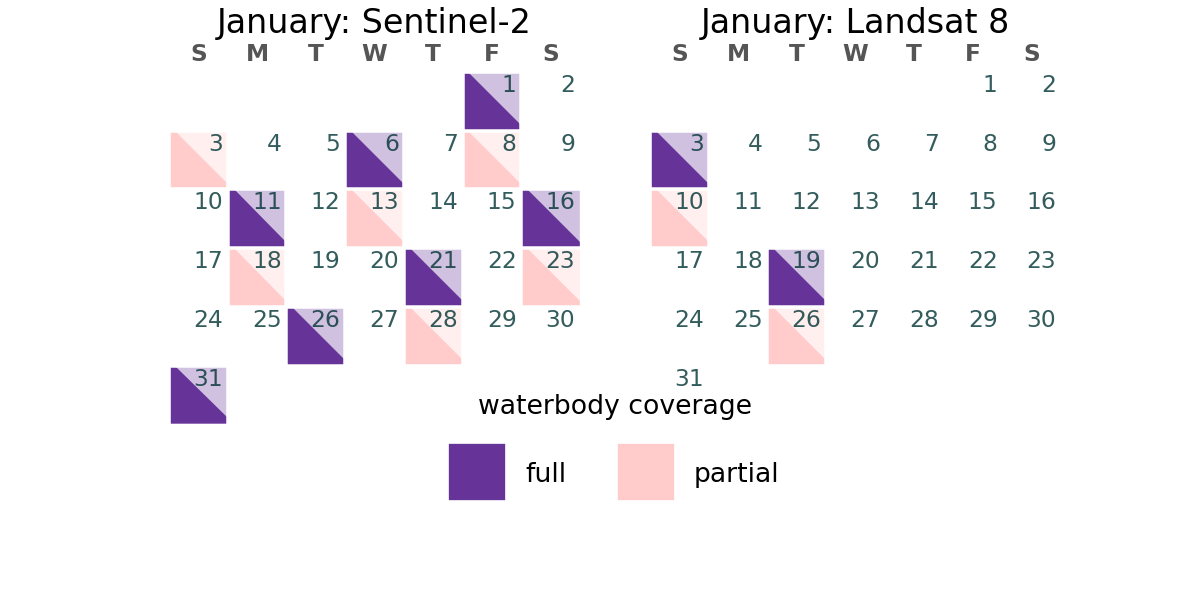 January: Sentinel-2
S M T W T F S
1 2
3 4 5 6 7 8 9
10 11 12 13 14 15 16
17 18 19 20 21 22 23
24 25 26 27 28 29 30
31
January: Landsat 8
S M T W T F S
1 2
3 4 5 6 7 8 9
10 11 12 13 14 15 16
17 18 19 20 21 22 23
24 25 26 27 28 29 30
31
waterbody coverage
full
partial